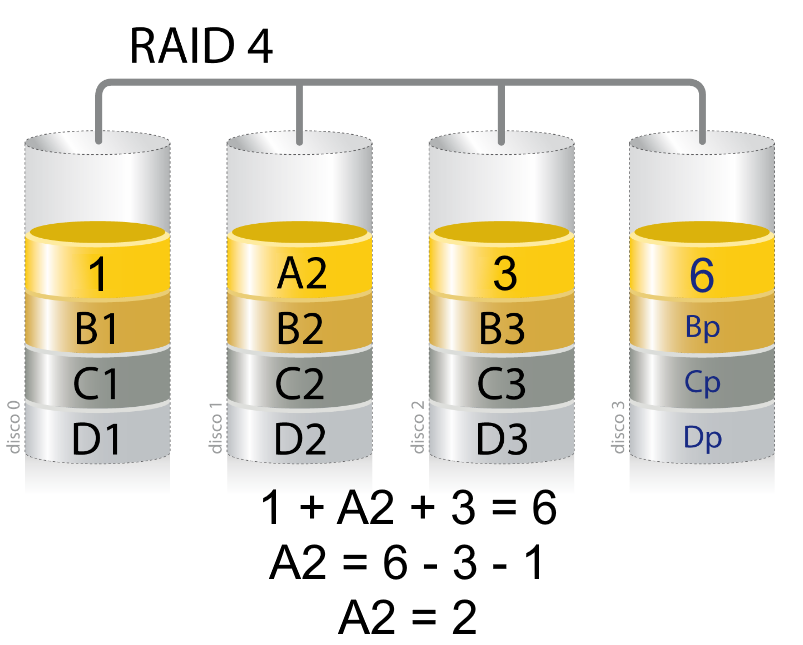 RAID 4
1 A2 3 6
B1 B2 B3 Bp
C1 C2 C3 Cp
D1 D2 D3 Dp
disco 0 disco 1 disco 2 disco 3
1 + A2 + 3 = 6
A2 = 6 - 3 - 1
A2 = 2